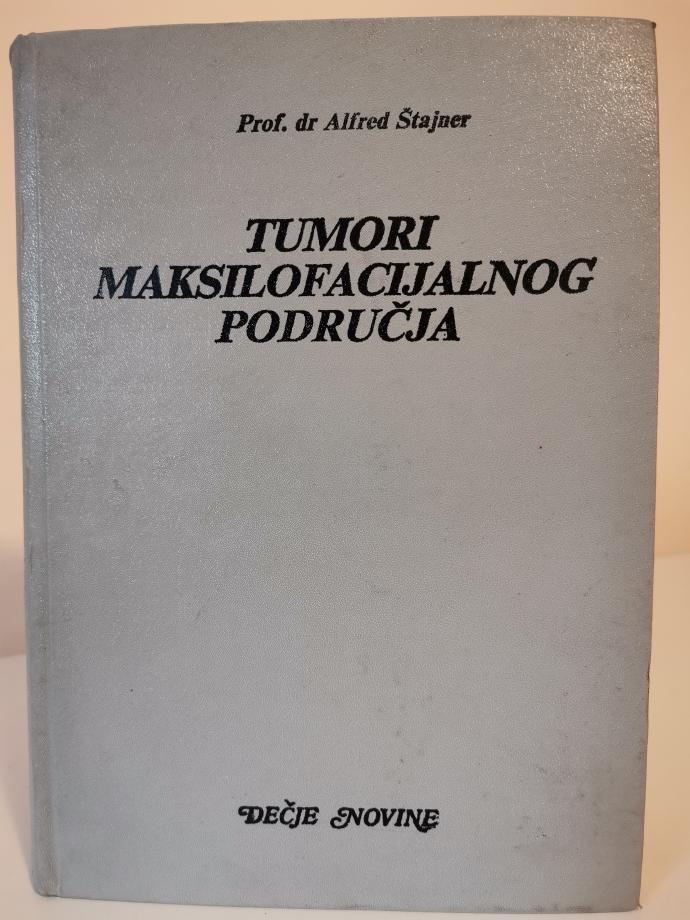 Prof. dr Alfred Štajner
TUMORI
MAKSILOFACIJALNOG
PODRUČJA
DEČJE NOVINE